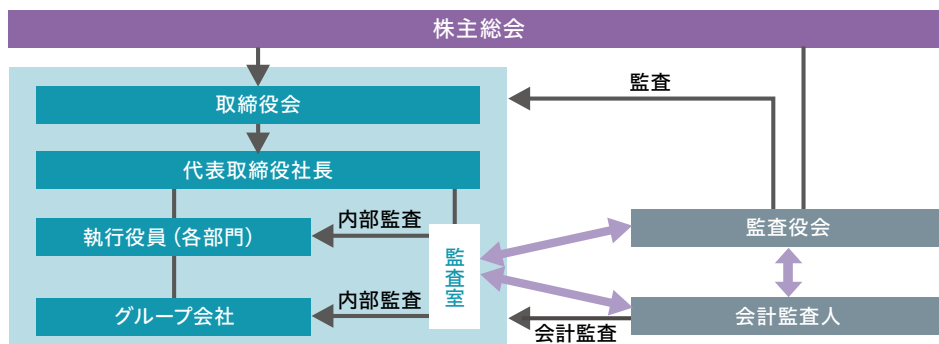 株主総会
監査
取締役会
代表取締役社長
内部監査
監査役会
執行役員（各部門）
監査室
内部監査
グループ会社
会計監査人
会計監査